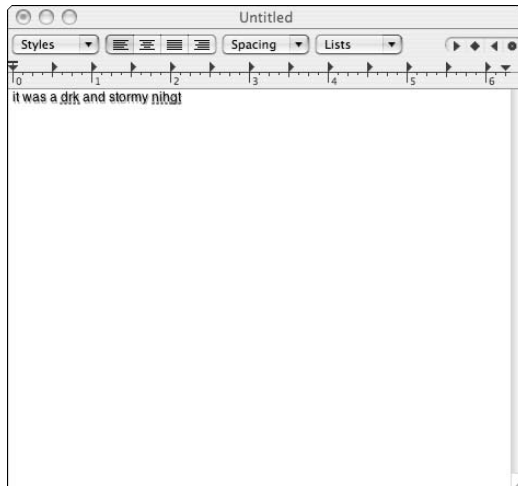 Untitled
Styles Spacing Lists
0 1 2 3 4 5 6
it was a drk and stormy nihgt